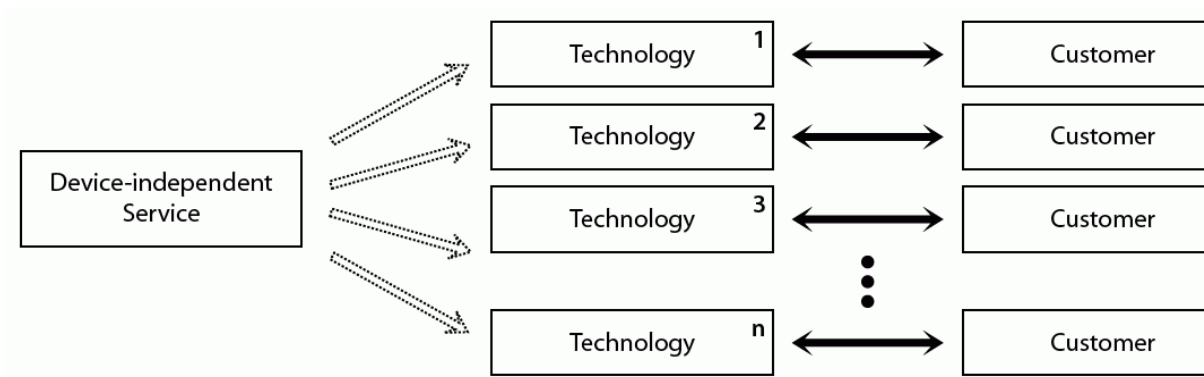 Technology 1
Customer
Technology 2
Customer
Device-independent
Service
Technology 3
Customer
Technology n
Customer